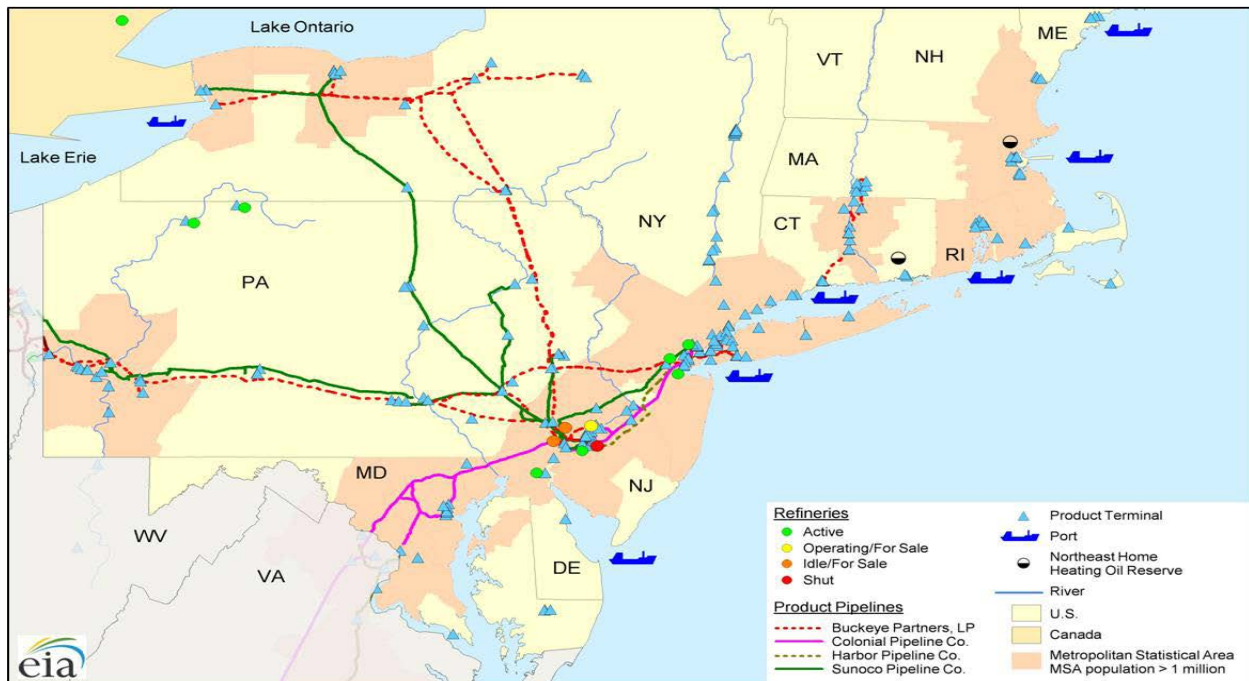 Lake Ontario
ME
VT
NH
Lake Erie
MA
NY
CT
RI
PA
MD
NJ
WV
DE
VA
Refineries
Active
Operating/For Sale
Idle/For Sale
Shut
Product Pipelines
Buckeye Partners, LP
Colonial Pipeline Co.
Harbor Pipeline Co.
Sunoco Pipeline Co.
Product Terminal
Port
Northeast Home
Heating Oil Reserve
River
U.S.
Canada
Metropolitan Statistical Area
MSA population > 1 million
eia